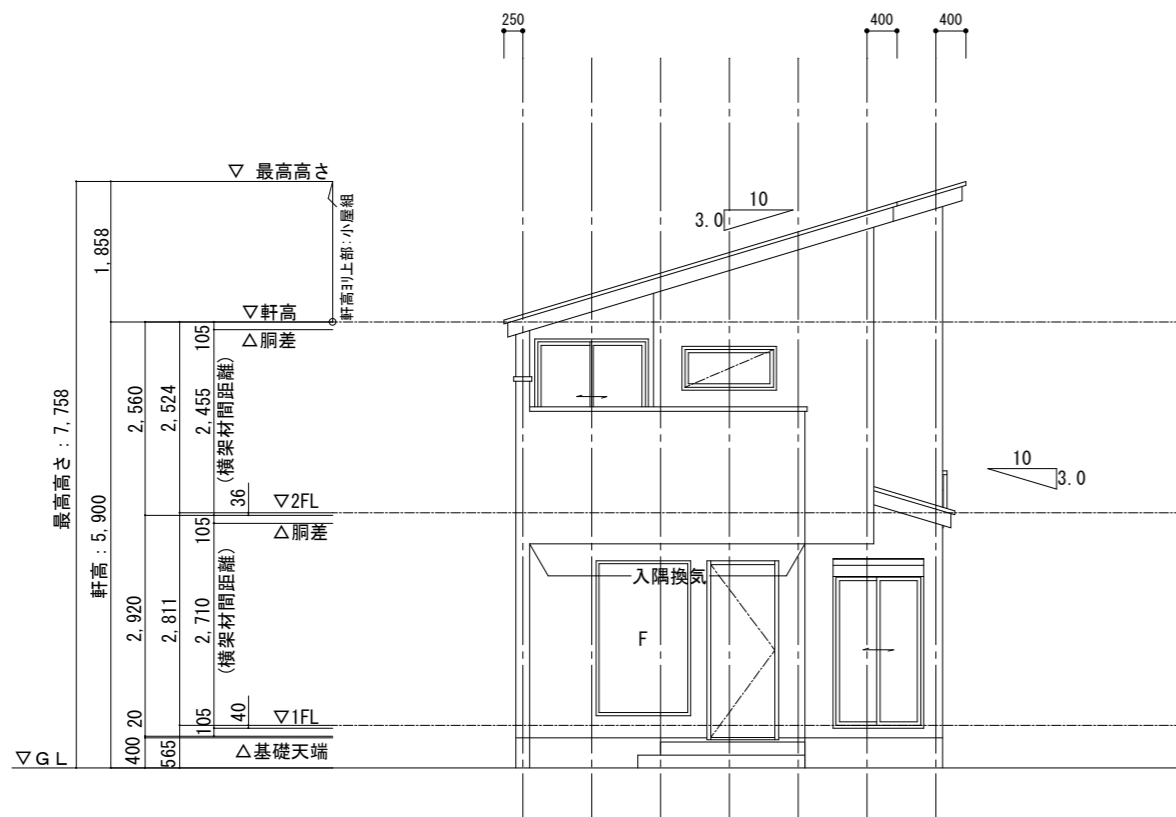 250
400
400
▽ 最高高さ
10
3.0
軒高ヨリ上部:小屋組
1,858
▽軒高
△胴差
105
2,560
2,524
2,455
(横架材間距離)
最高高さ:7,758
軒高:5,900
10
3.0
36
▽2FL
105
△胴差
入隅換気
2,920
2,811
2,710
(横架材間距離)
F
20
105
40
▽1FL
400
565
△基礎天端
▽GL